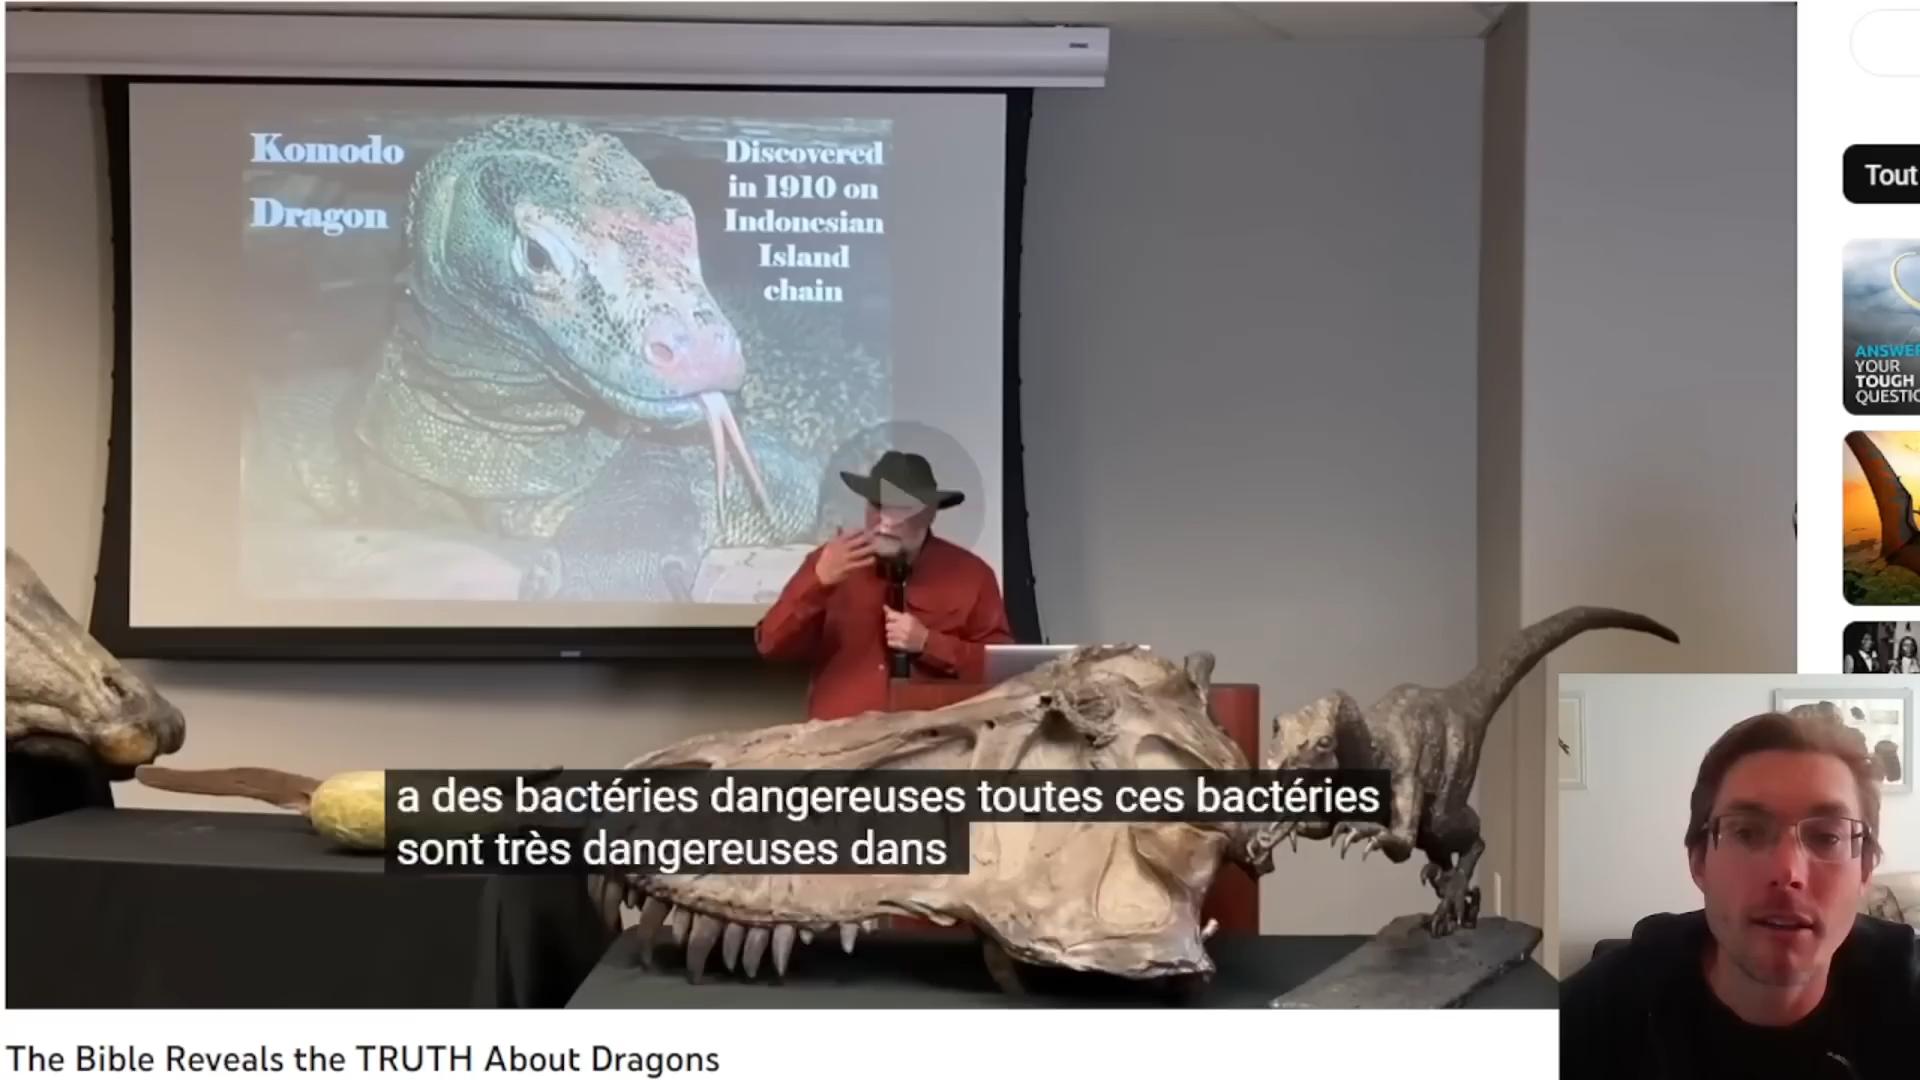 Komodo
Dragon
Discovered
in 1910 on
Indonesian
Island
chain
a des bactéries dangereuses toutes ces bactéries
sont très dangereuses dans
The Bible Reveals the TRUTH About Dragons
Tout
YOUR
TOUGH